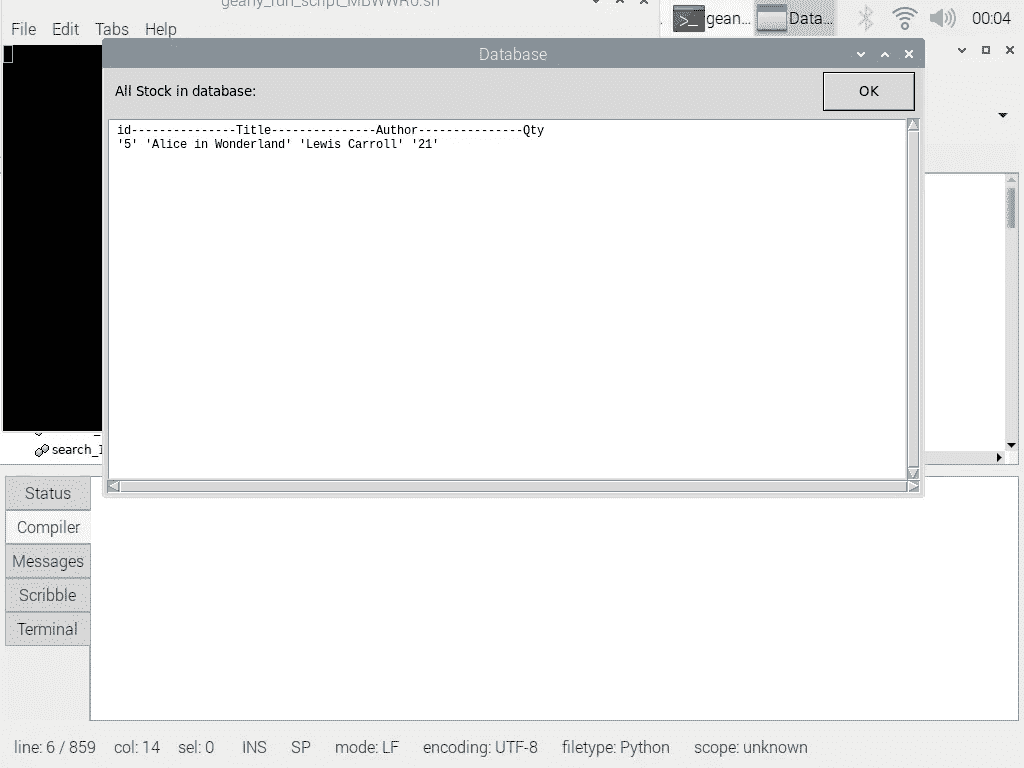 geany_run_script_MBWWR0.sh
gean... Data... 00:04
File Edit Tabs Help
Database
All Stock in database:
OK
id---------------Title---------------Author---------------Qty
'5' 'Alice in Wonderland' 'Lewis Carroll' '21'
Status
Compiler
Messages
Scribble
Terminal
line: 6 / 859 col: 14 sel: 0 INS SP mode: LF encoding: UTF-8 filetype: Python scope: unknown